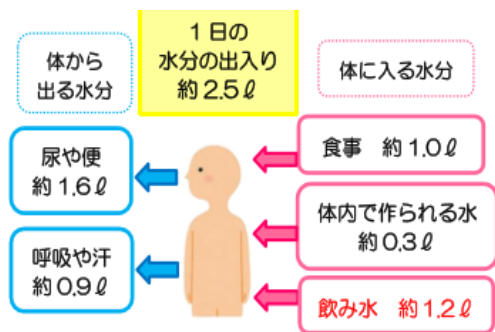 1日の
水分の出入り
約2.5ℓ
体から
出る水分
体に入る水分
尿や便
約1.6ℓ
呼吸や汗
約0.9ℓ
食事 約1.0ℓ
体内で作られる水
約0.3ℓ
飲み水 約1.2ℓ